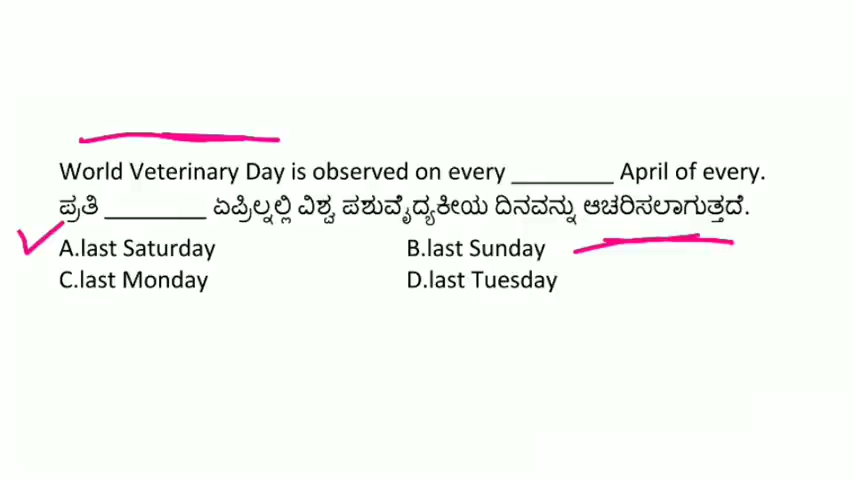 World Veterinary Day is observed on every ________ April of every.
ಪ್ರತಿ ________ ಏಪ್ರಿಲ್ನಲ್ಲಿ ವಿಶ್ವ ಪಶುವೈದ್ಯಕೀಯ ದಿನವನ್ನು ಆಚರಿಸಲಾಗುತ್ತದೆ.
A.last Saturday B.last Sunday
C.last Monday D.last Tuesday